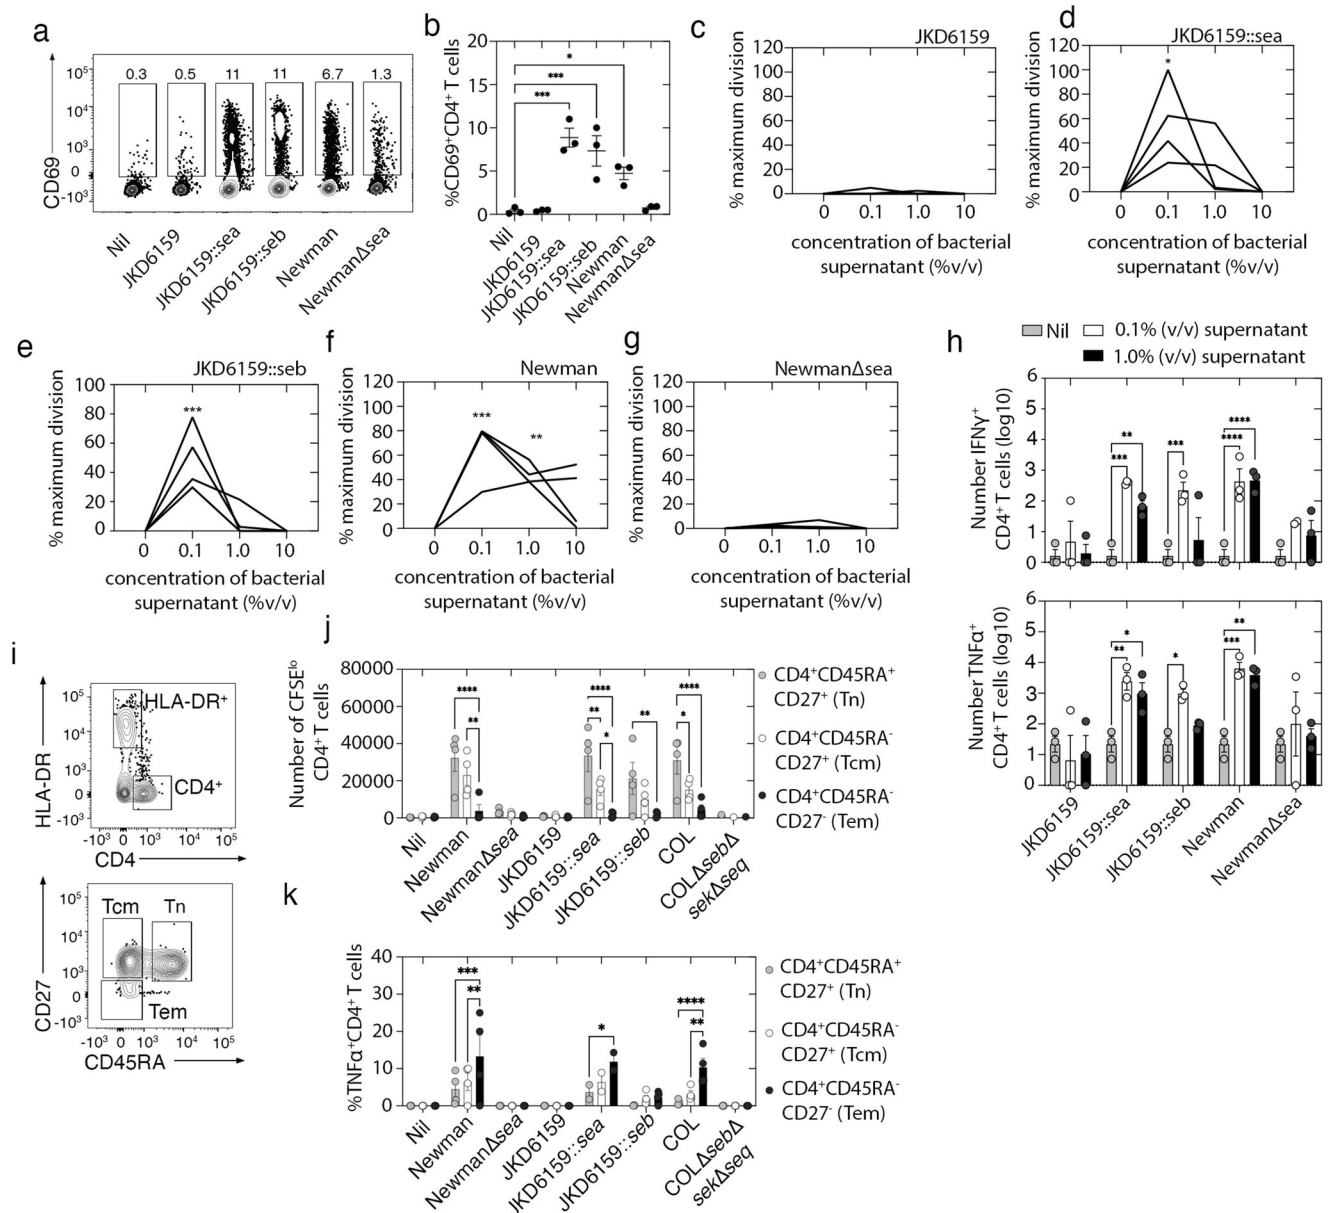 a
0.3 0.5 11 11 6.7 1.3
10⁵
10⁴
10³
0
-10³
CD69
Nil
JKD6159
JKD6159::sea
JKD6159::seb
Newman
NewmanΔsea
b
20
15
10
5
0
%CD69⁺CD4⁺ T cells
*
***
***
Nil
JKD6159
JKD6159::sea
JKD6159::seb
Newman
NewmanΔsea
c
JKD6159
120
100
80
60
40
20
0
% maximum division
0 0.1 1.0 10
concentration of bacterial
supernatant (%v/v)
d
JKD6159::sea
120
100
80
60
40
20
0
% maximum division
*
0 0.1 1.0 10
concentration of bacterial
supernatant (%v/v)
e
JKD6159::seb
100
80
60
40
20
0
% maximum division
***
0 0.1 1.0 10
concentration of bacterial
supernatant (%v/v)
f
Newman
120
100
80
60
40
20
0
% maximum division
***
**
0 0.1 1.0 10
concentration of bacterial
supernatant (%v/v)
g
NewmanΔsea
120
100
80
60
40
20
0
% maximum division
0 0.1 1.0 10
concentration of bacterial
supernatant (%v/v)
h
Nil
0.1% (v/v) supernatant
1.0% (v/v) supernatant
6
5
4
3
2
1
0
Number IFNγ⁺
CD4⁺ T cells (log10)
**
***
***
****
****
6
5
4
3
2
1
0
Number TNFα⁺
CD4⁺ T cells (log10)
*
**
*
**
***
JKD6159
JKD6159::sea
JKD6159::seb
Newman
NewmanΔsea
i
10⁵
10⁴
10³
0
-10³
HLA-DR
HLA-DR⁺
CD4⁺
-10³ 0 10³ 10⁴ 10⁵
CD4
10⁵
10⁴
10³
0
-10³
CD27
Tcm Tn
Tem
-10³ 0 10³ 10⁴ 10⁵
CD45RA
j
80000
60000
40000
20000
0
Number of CFSEˡᵒ
CD4⁺ T cells
****
**
****
**
*
**
****
*
Nil
Newman
NewmanΔsea
JKD6159
JKD6159::sea
JKD6159::seb
COL
COLΔsebΔ
sekΔseq
CD4⁺CD45RA⁺
CD27⁺ (Tn)
CD4⁺CD45RA⁻
CD27⁺ (Tcm)
CD4⁺CD45RA⁻
CD27⁻ (Tem)
k
40
30
20
10
0
%TNFα⁺CD4⁺ T cells
***
**
*
****
**
Nil
Newman
NewmanΔsea
JKD6159
JKD6159::sea
JKD6159::seb
COL
COLΔsebΔ
sekΔseq
CD4⁺CD45RA⁺
CD27⁺ (Tn)
CD4⁺CD45RA⁻
CD27⁺ (Tcm)
CD4⁺CD45RA⁻
CD27⁻ (Tem)